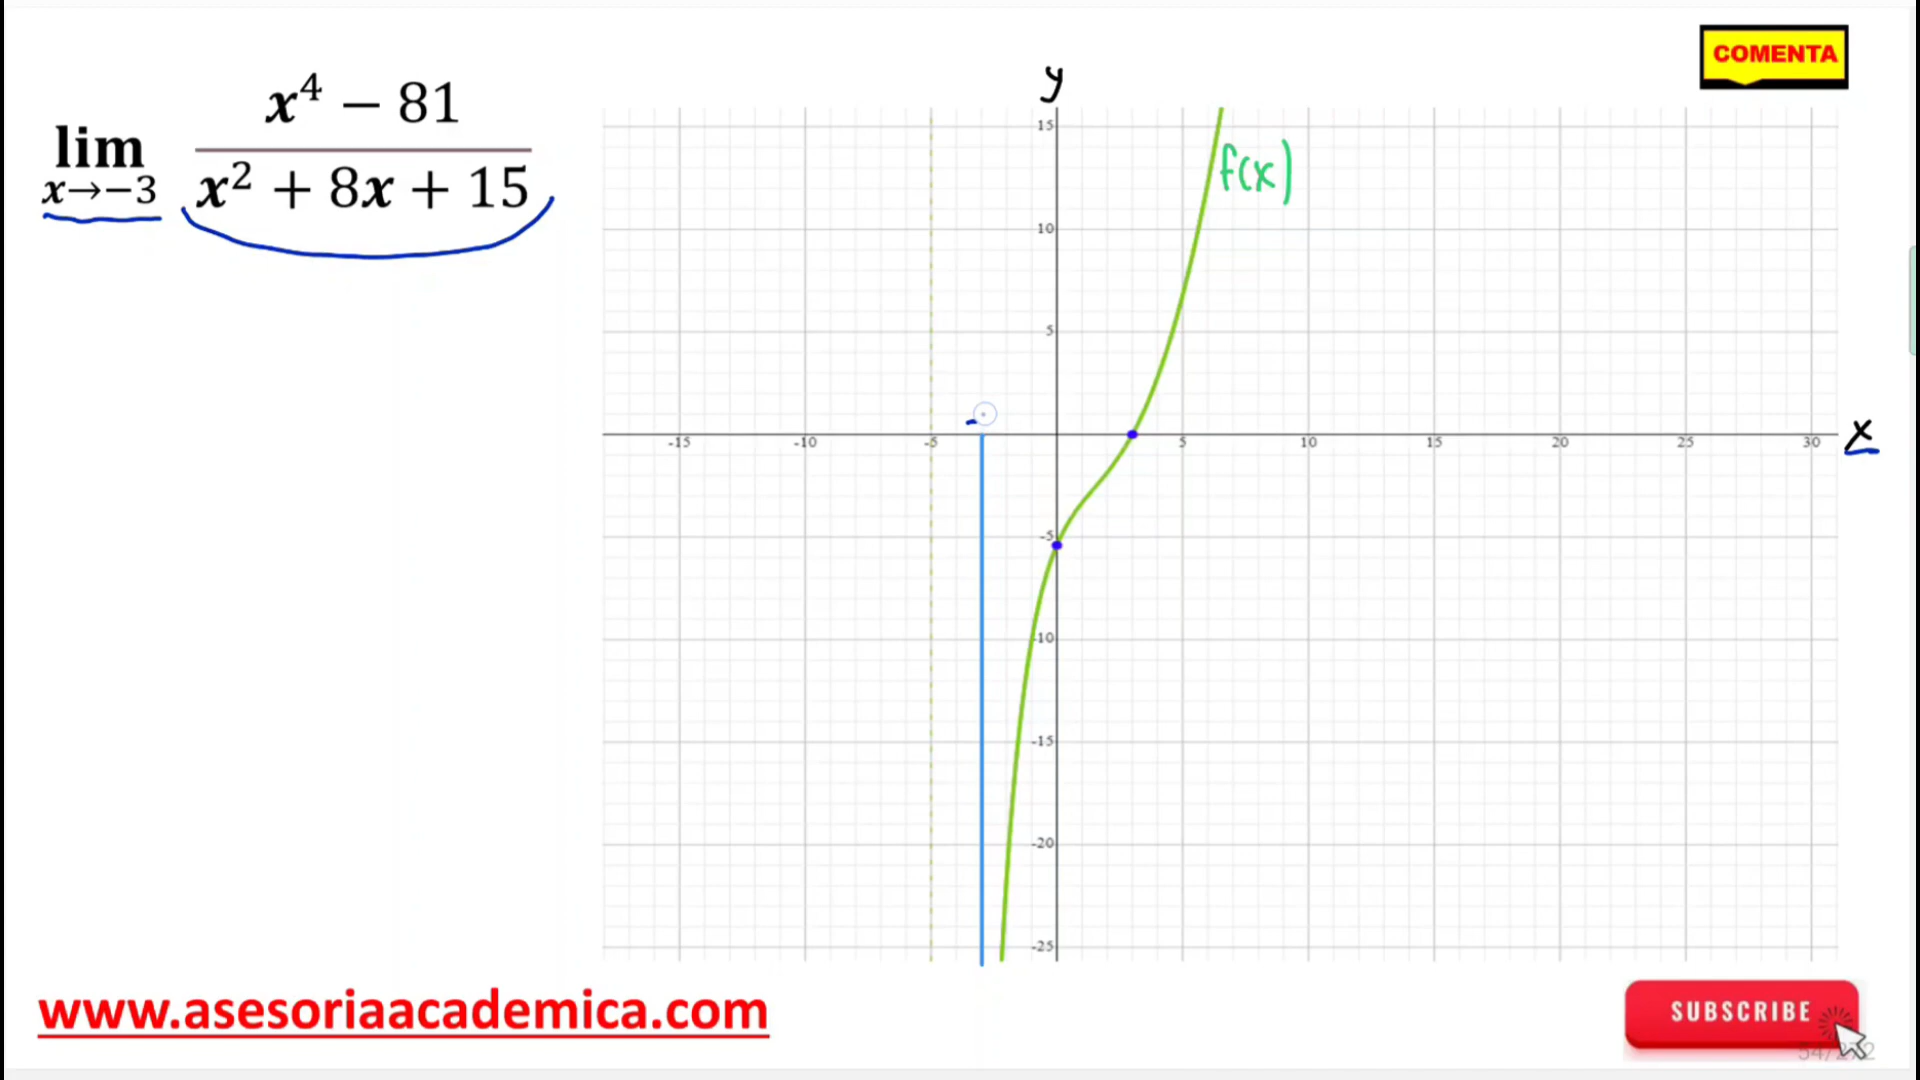 COMENTA
lim x→−3 x⁴ − 81 / x² + 8x + 15
y
f(x)
15
10
5
-15 -10 -5 5 10 15 20 25 30 x
-5
-10
-15
-20
-25
www.asesoriaacademica.com
SUBSCRIBE